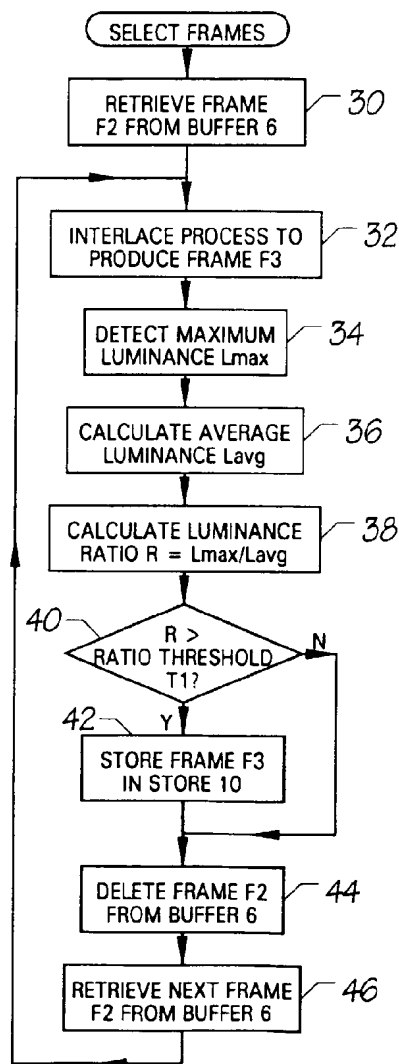 SELECT FRAMES
RETRIEVE FRAME
F2 FROM BUFFER 6
30
INTERLACE PROCESS TO
PRODUCE FRAME F3
32
DETECT MAXIMUM
LUMINANCE Lmax
34
CALCULATE AVERAGE
LUMINANCE Lavg
36
CALCULATE LUMINANCE
RATIO R = Lmax/Lavg
38
40
R >
RATIO THRESHOLD
T1?
N
Y
42
STORE FRAME F3
IN STORE 10
DELETE FRAME F2
FROM BUFFER 6
44
RETRIEVE NEXT FRAME
F2 FROM BUFFER 6
46